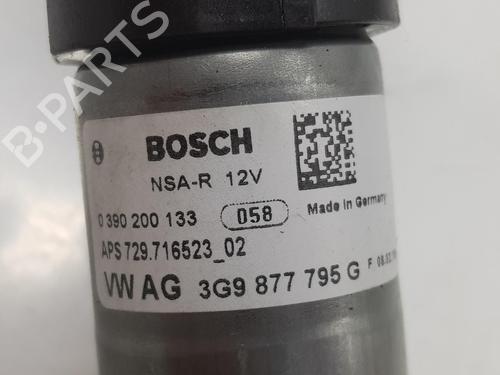 B-PARTS
BOSCH
NSA-R 12V
0 390 200 133 058 Made in Germany
APS 729.716523_02
VW AG 3G9 877 795 G F